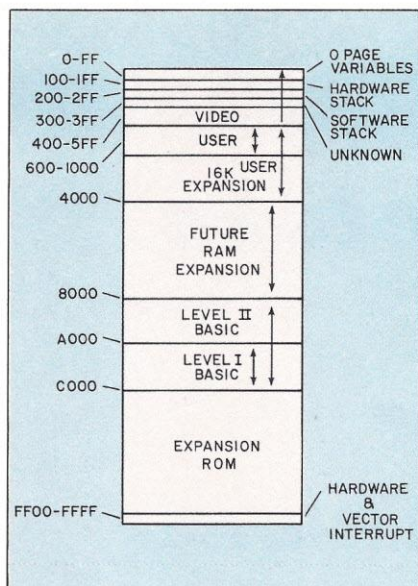 0-FF
100-1FF
200-2FF
300-3FF
400-5FF
600-1000
4000
8000
A000
C000
FF00-FFFF
VIDEO
USER
USER
16K
EXPANSION
FUTURE
RAM
EXPANSION
LEVEL II
BASIC
LEVEL I
BASIC
EXPANSION
ROM
0 PAGE
VARIABLES
HARDWARE
STACK
SOFTWARE
STACK
UNKNOWN
HARDWARE
&
VECTOR
INTERRUPT